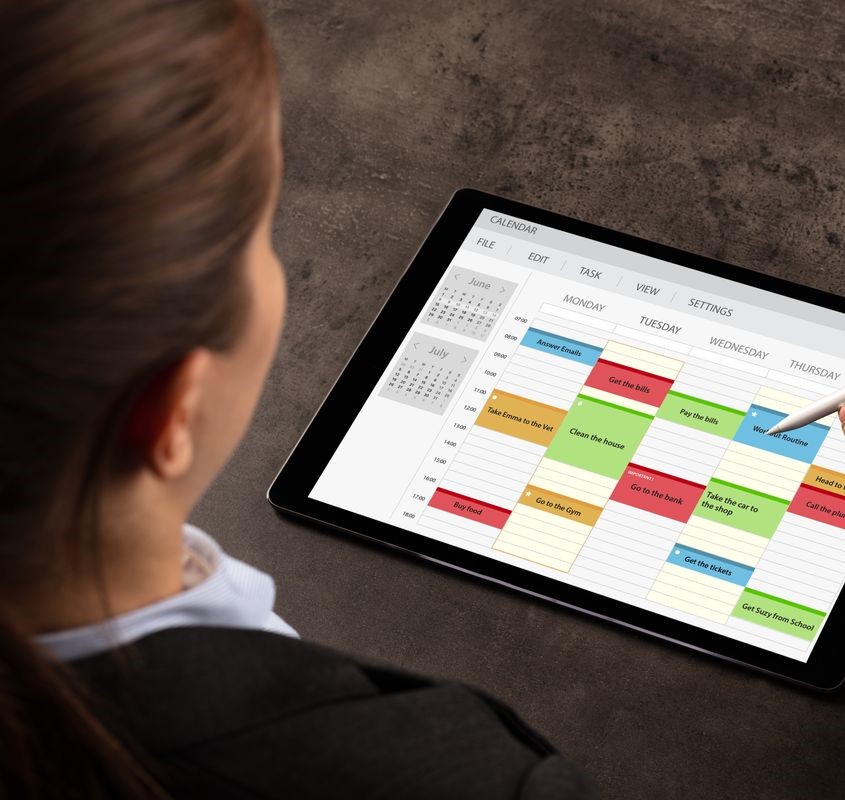 CALENDAR
FILE
EDIT
TASK
VIEW
SETTINGS
June
July
MONDAY
TUESDAY
WEDNESDAY
THURSDAY
07:00
08:00
09:00
10:00
11:00
12:00
13:00
14:00
15:00
16:00
17:00
18:00
Answer Emails
Take Emma to the Vet
Buy food
Get the bills
Clean the house
Go to the Gym
Pay the bills
IMPORTANT!
Go to the bank
Routine
Take the car to
the shop
Get the tickets
Head to
Call the
Get Suzy from School